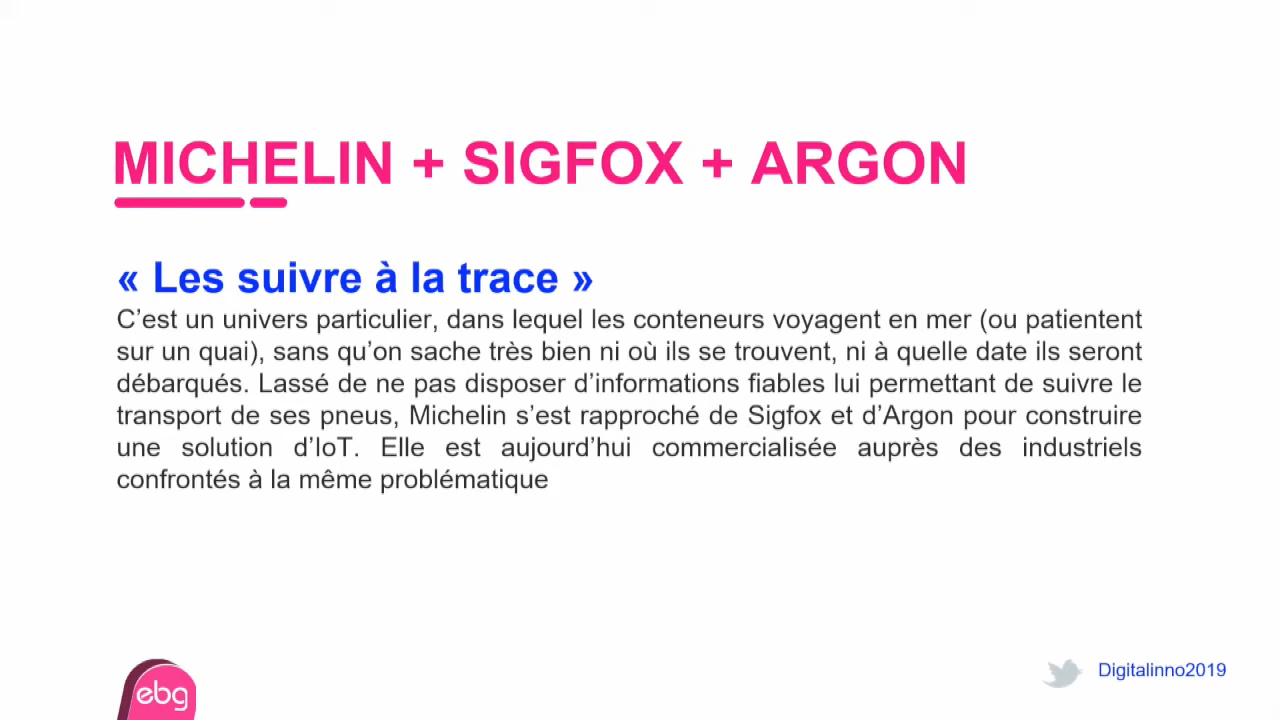 MICHELIN + SIGFOX + ARGON
« Les suivre à la trace »
C’est un univers particulier, dans lequel les conteneurs voyagent en mer (ou patientent
sur un quai), sans qu’on sache très bien ni où ils se trouvent, ni à quelle date ils seront
débarqués. Lassé de ne pas disposer d’informations fiables lui permettant de suivre le
transport de ses pneus, Michelin s’est rapproché de Sigfox et d’Argon pour construire
une solution d’IoT. Elle est aujourd’hui commercialisée auprès des industriels
confrontés à la même problématique
ebg
Digitalinno2019